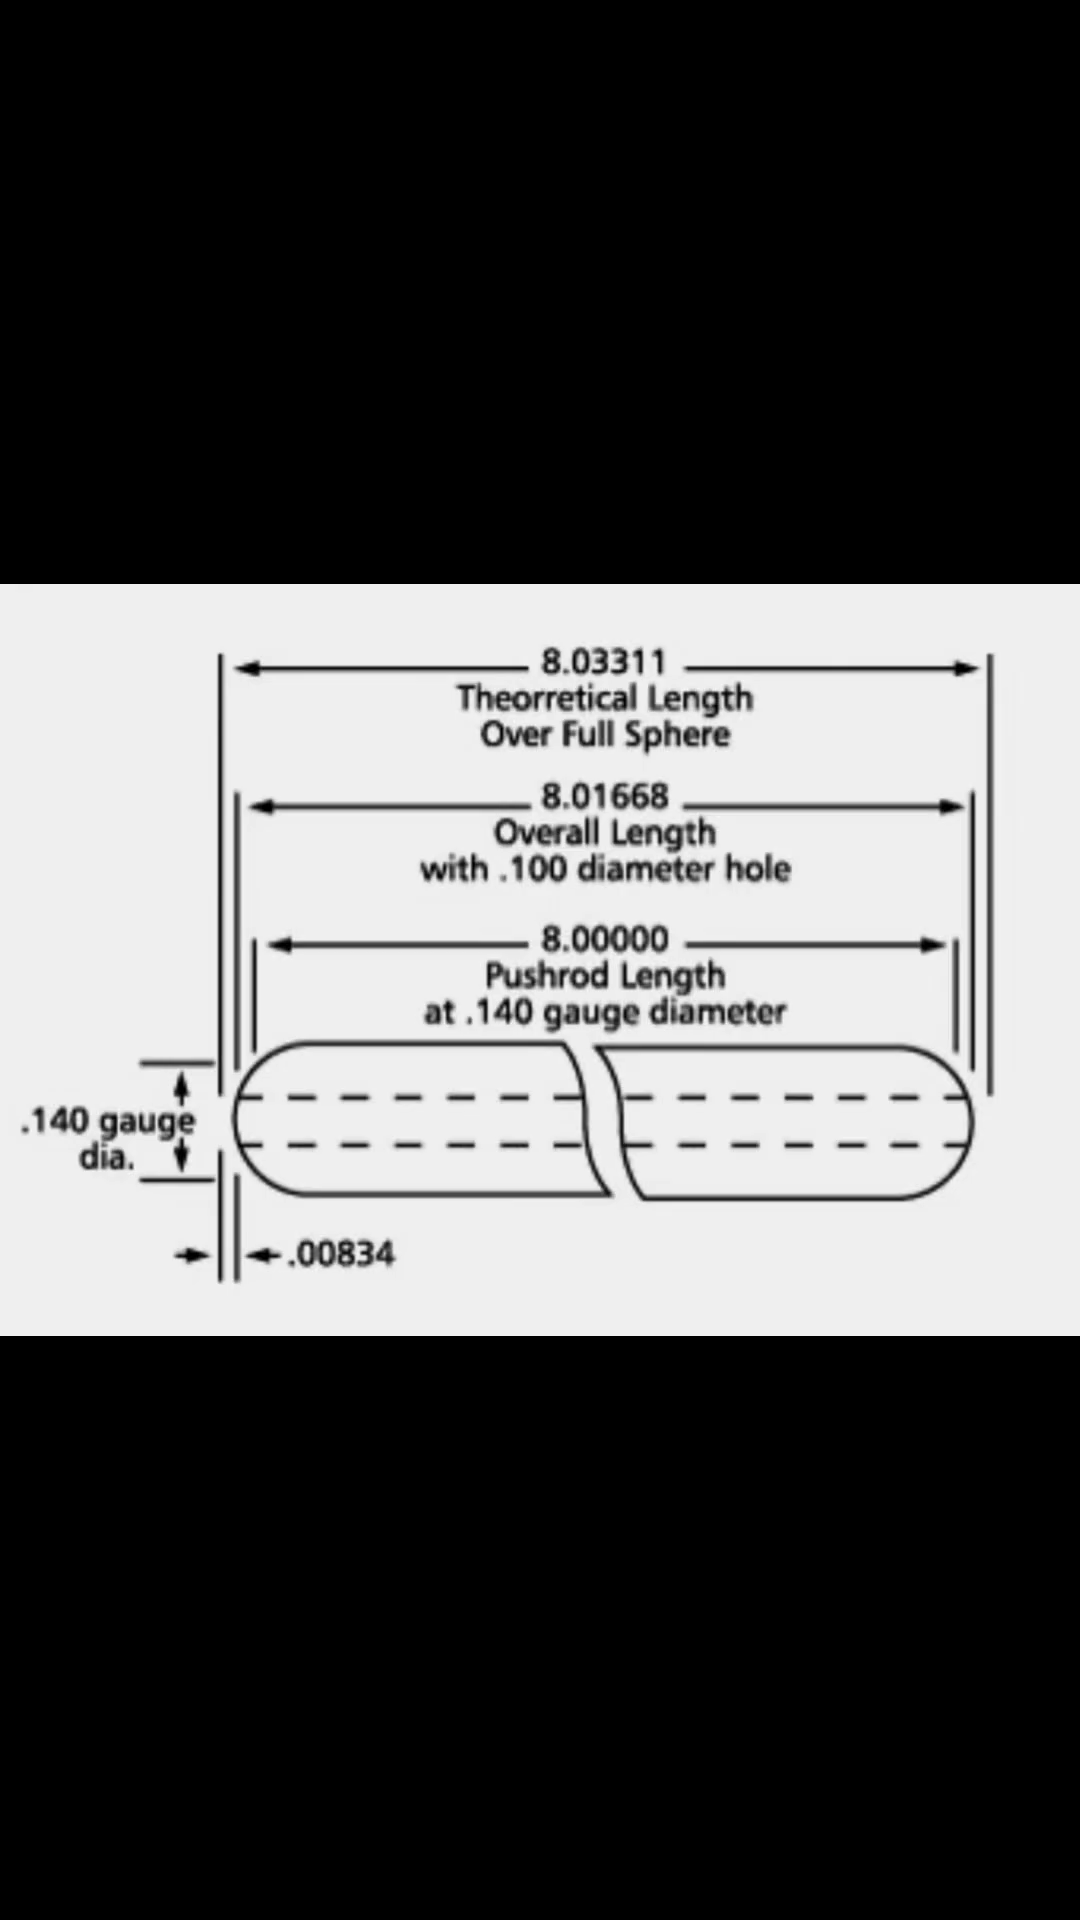 8.03311
Theorretical Length
Over Full Sphere
8.01668
Overall Length
with .100 diameter hole
8.00000
Pushrod Length
at .140 gauge diameter
.140 gauge
dia.
.00834